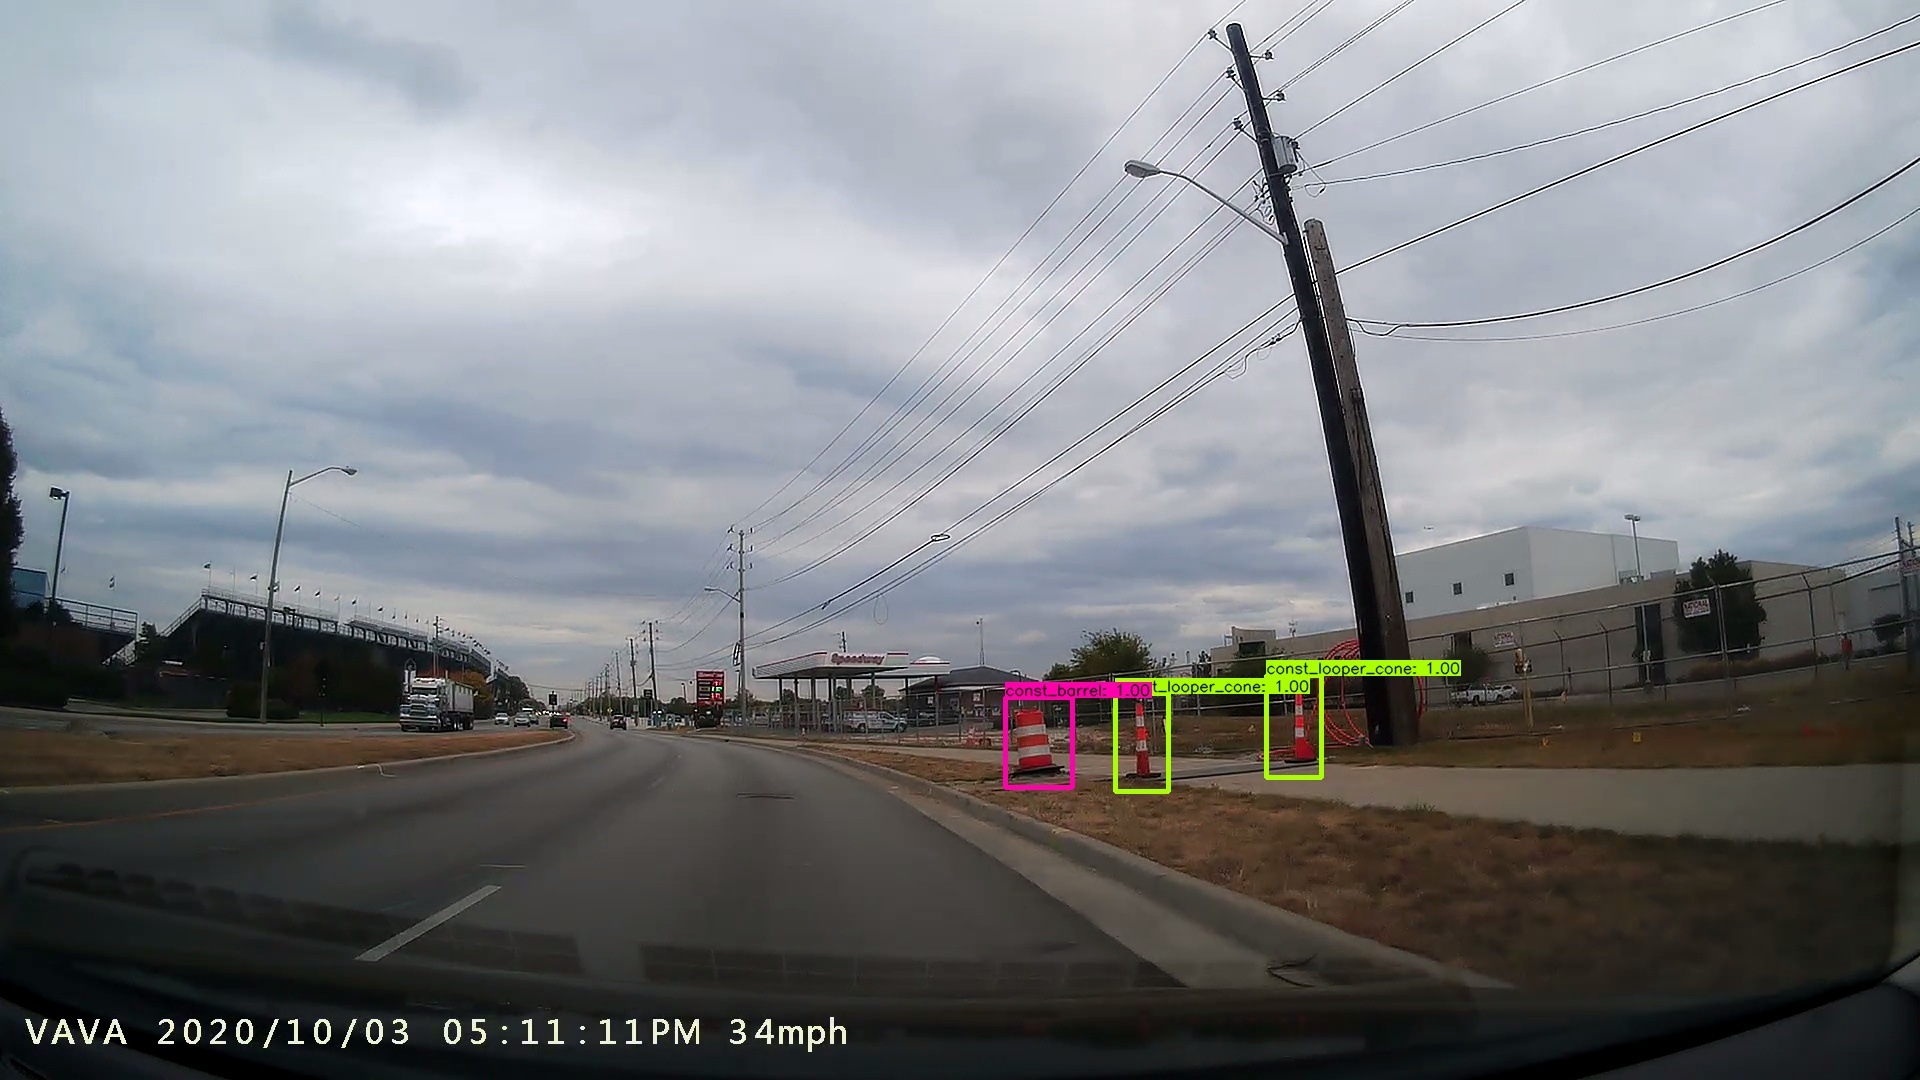 const_looper_cone: 1.00
const_barrel: 1.00
t_looper_cone: 1.00
Speedway
VAVA 2020/10/03 05:11:11PM 34mph